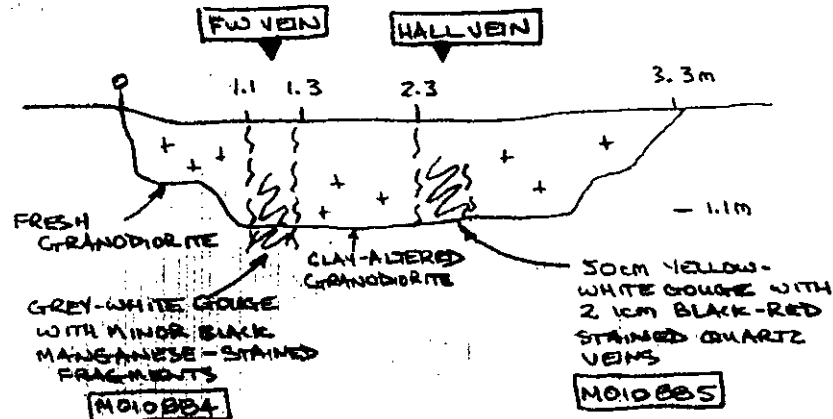 FW VEIN
HALL VEIN
0
1.1
1.3
2.3
3.3 m
- 1.1m
FRESH
GRANODIORITE
CLAY-ALTERED
GRANODIORITE
GREY-WHITE GOUGE
WITH MINOR BLACK
MANGANESE-STAINED
FRAGMENTS
M010884
50cm YELLOW-
WHITE GOUGE WITH
2 1cm BLACK-RED
STAINED QUARTZ
VEINS
M010885